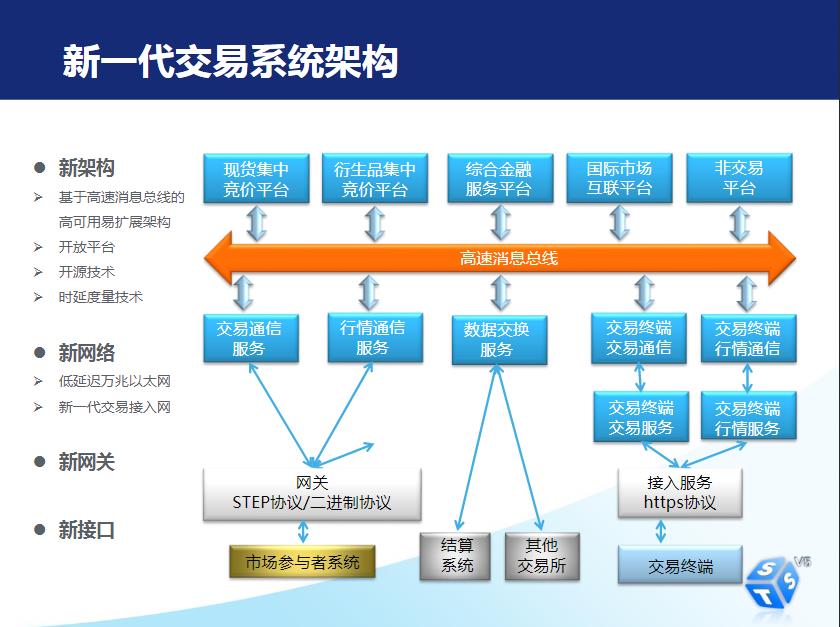 新一代交易系统架构
新架构
基于高速消息总线的
高可用易扩展架构
开放平台
开源技术
时延度量技术
新网络
低延迟万兆以太网
新一代交易接入网
新网关
新接口
现货集中
竞价平台
衍生品集中
竞价平台
综合金融
服务平台
国际市场
互联平台
非交易
平台
高速消息总线
交易通信
服务
行情通信
服务
数据交换
服务
交易终端
交易通信
交易终端
行情通信
交易终端
交易服务
交易终端
行情服务
网关
STEP协议/二进制协议
接入服务
https协议
市场参与者系统
结算
系统
其他
交易所
交易终端
STS
V5